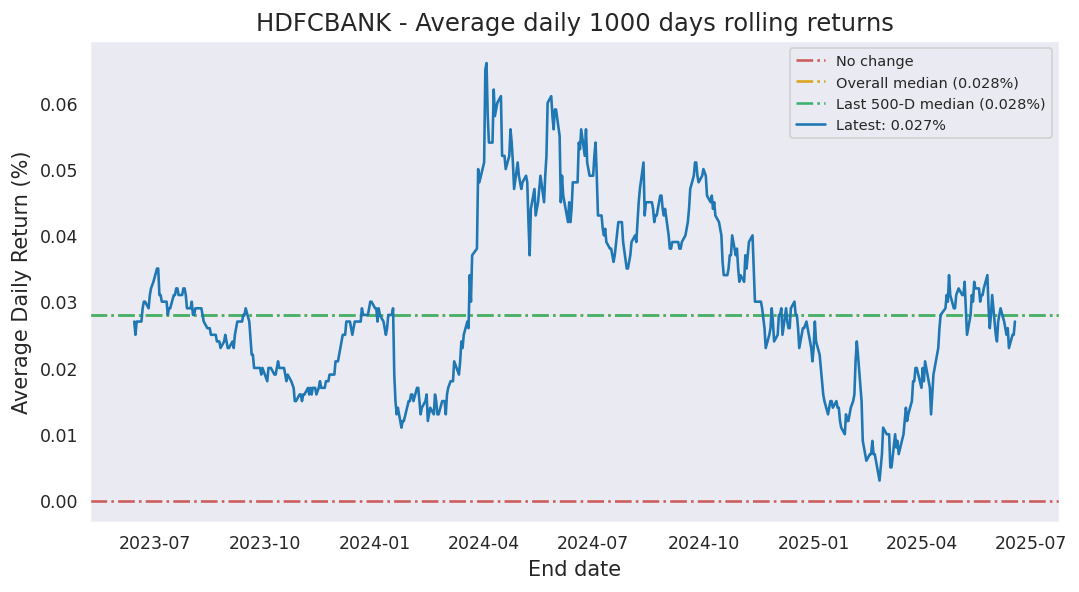 HDFCBANK - Average daily 1000 days rolling returns
No change
Overall median (0.028%)
Last 500-D median (0.028%)
Latest: 0.027%
Average Daily Return (%)
0.06
0.05
0.04
0.03
0.02
0.01
0.00
2023-07 2023-10 2024-01 2024-04 2024-07 2024-10 2025-01 2025-04 2025-07
End date